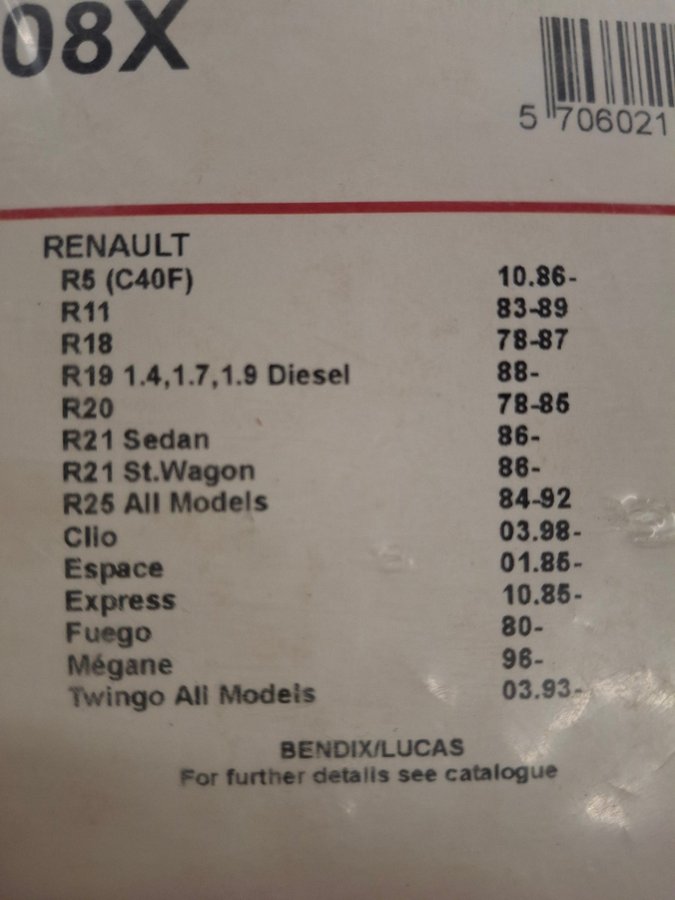 08X
5 706021
RENAULT
R5 (C40F) 10.86-
R11 83-89
R18 78-87
R19 1.4,1.7,1.9 Diesel 88-
R20 78-85
R21 Sedan 86-
R21 St.Wagon 86-
R25 All Models 84-92
Clio 03.98-
Espace 01.85-
Express 10.85-
Fuego 80-
Mégane 96-
Twingo All Models 03.93-
BENDIX/LUCAS
For further details see catalogue